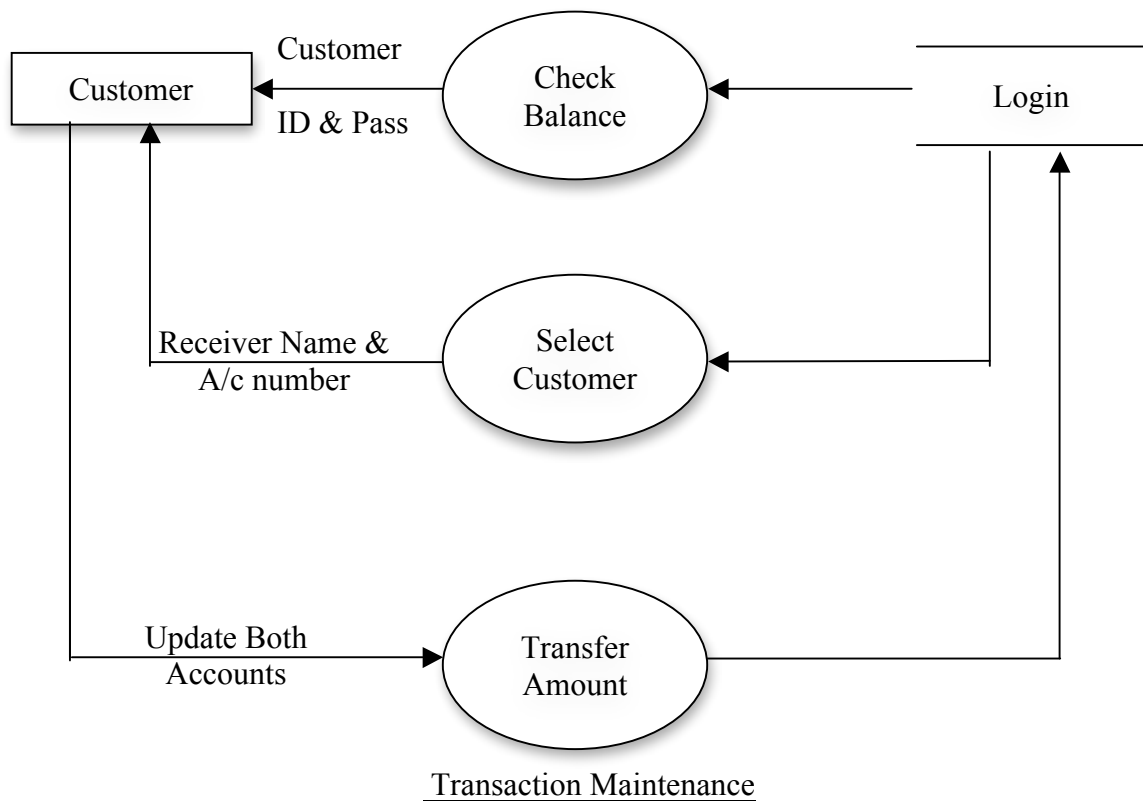 Customer
Customer
ID & Pass
Check
Balance
Login
Receiver Name &
A/c number
Select
Customer
Update Both
Accounts
Transfer
Amount
Transaction Maintenance